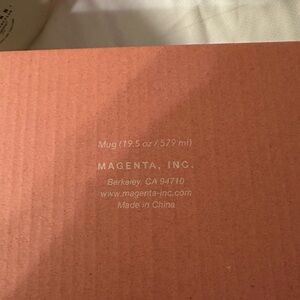 Mug (19.5 oz / 579 ml)
MAGENTA, INC.
Berkeley, CA 94710
www.magenta-inc.com
Made in China